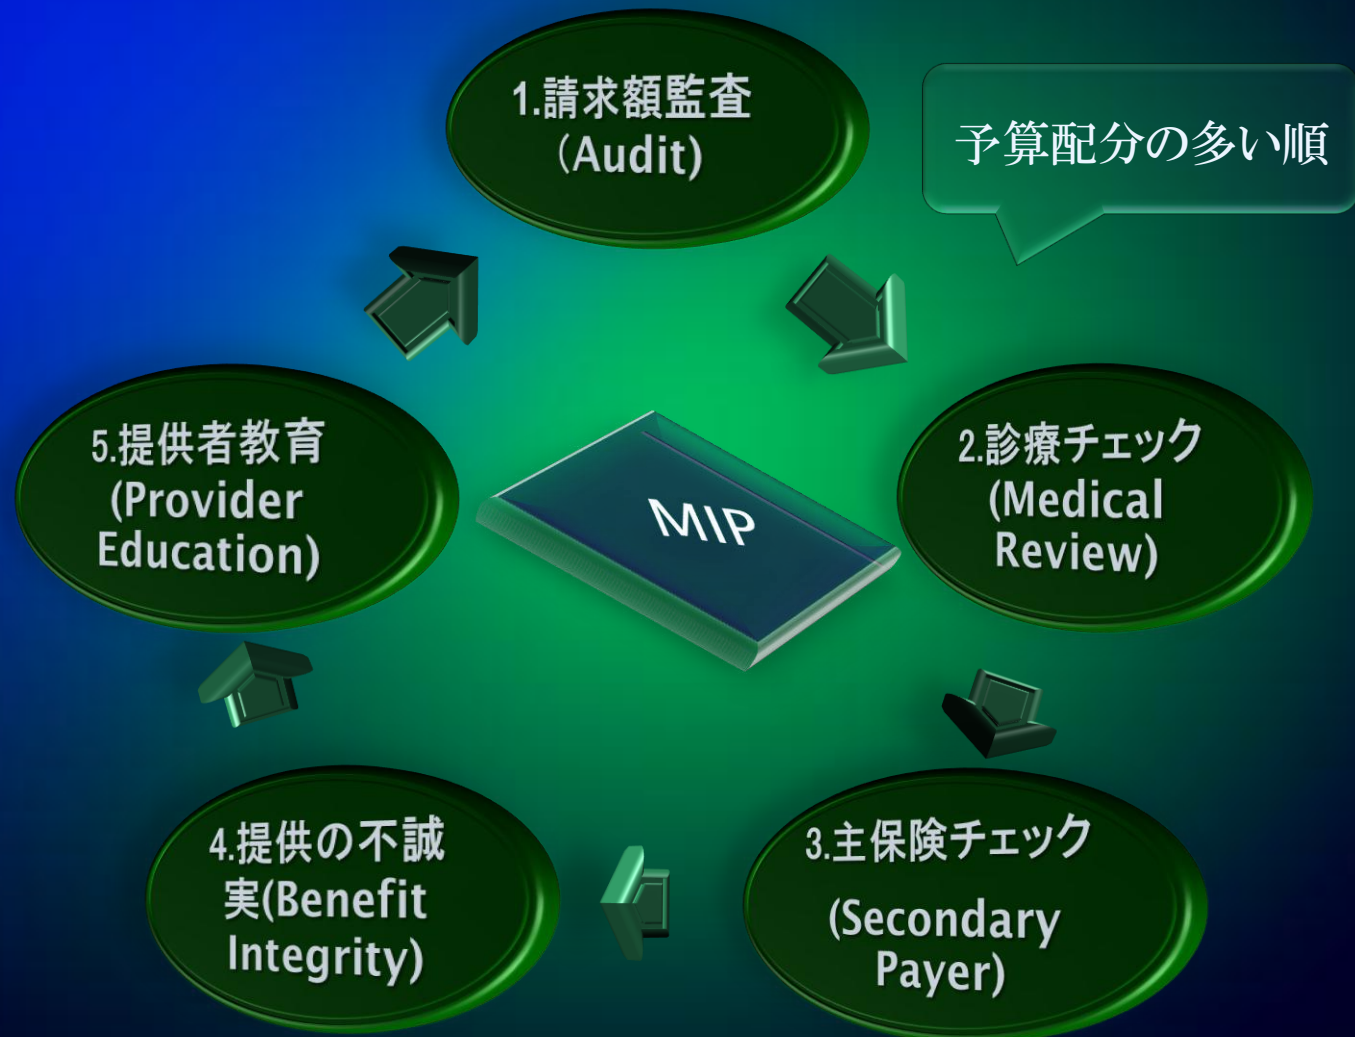 1.請求額監査
（Audit)
予算配分の多い順
2.診療チェック
(Medical
Review)
3.主保険チェック
(Secondary
Payer)
4.提供の不誠
実(Benefit
Integrity)
5.提供者教育
(Provider
Education)
MIP